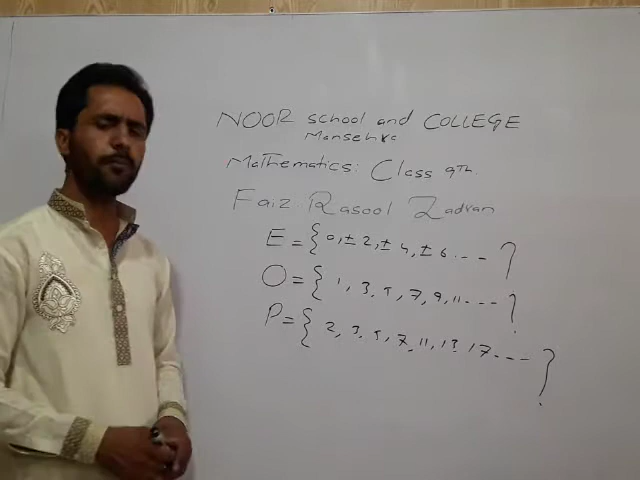 NOOR school and COLLEGE
Mansehra
Mathematics: Class 9TH.
Faiz Rasool Zadran
E = { 0, ± 2, ± 4, ± 6 --- }
O = { 1, 3, 5, 7, 9, 11 ---- }
P = { 2, 3, 5, 7, 11, 13, 17 ---- }